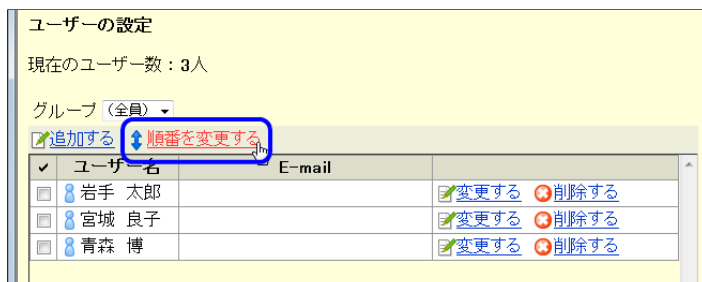 ユーザーの設定
現在のユーザー数：3人
グループ （全員）
追加する 順番を変更する
ユーザー名 E-mail
岩手 太郎 変更する 削除する
宮城 良子 変更する 削除する
青森 博 変更する 削除する